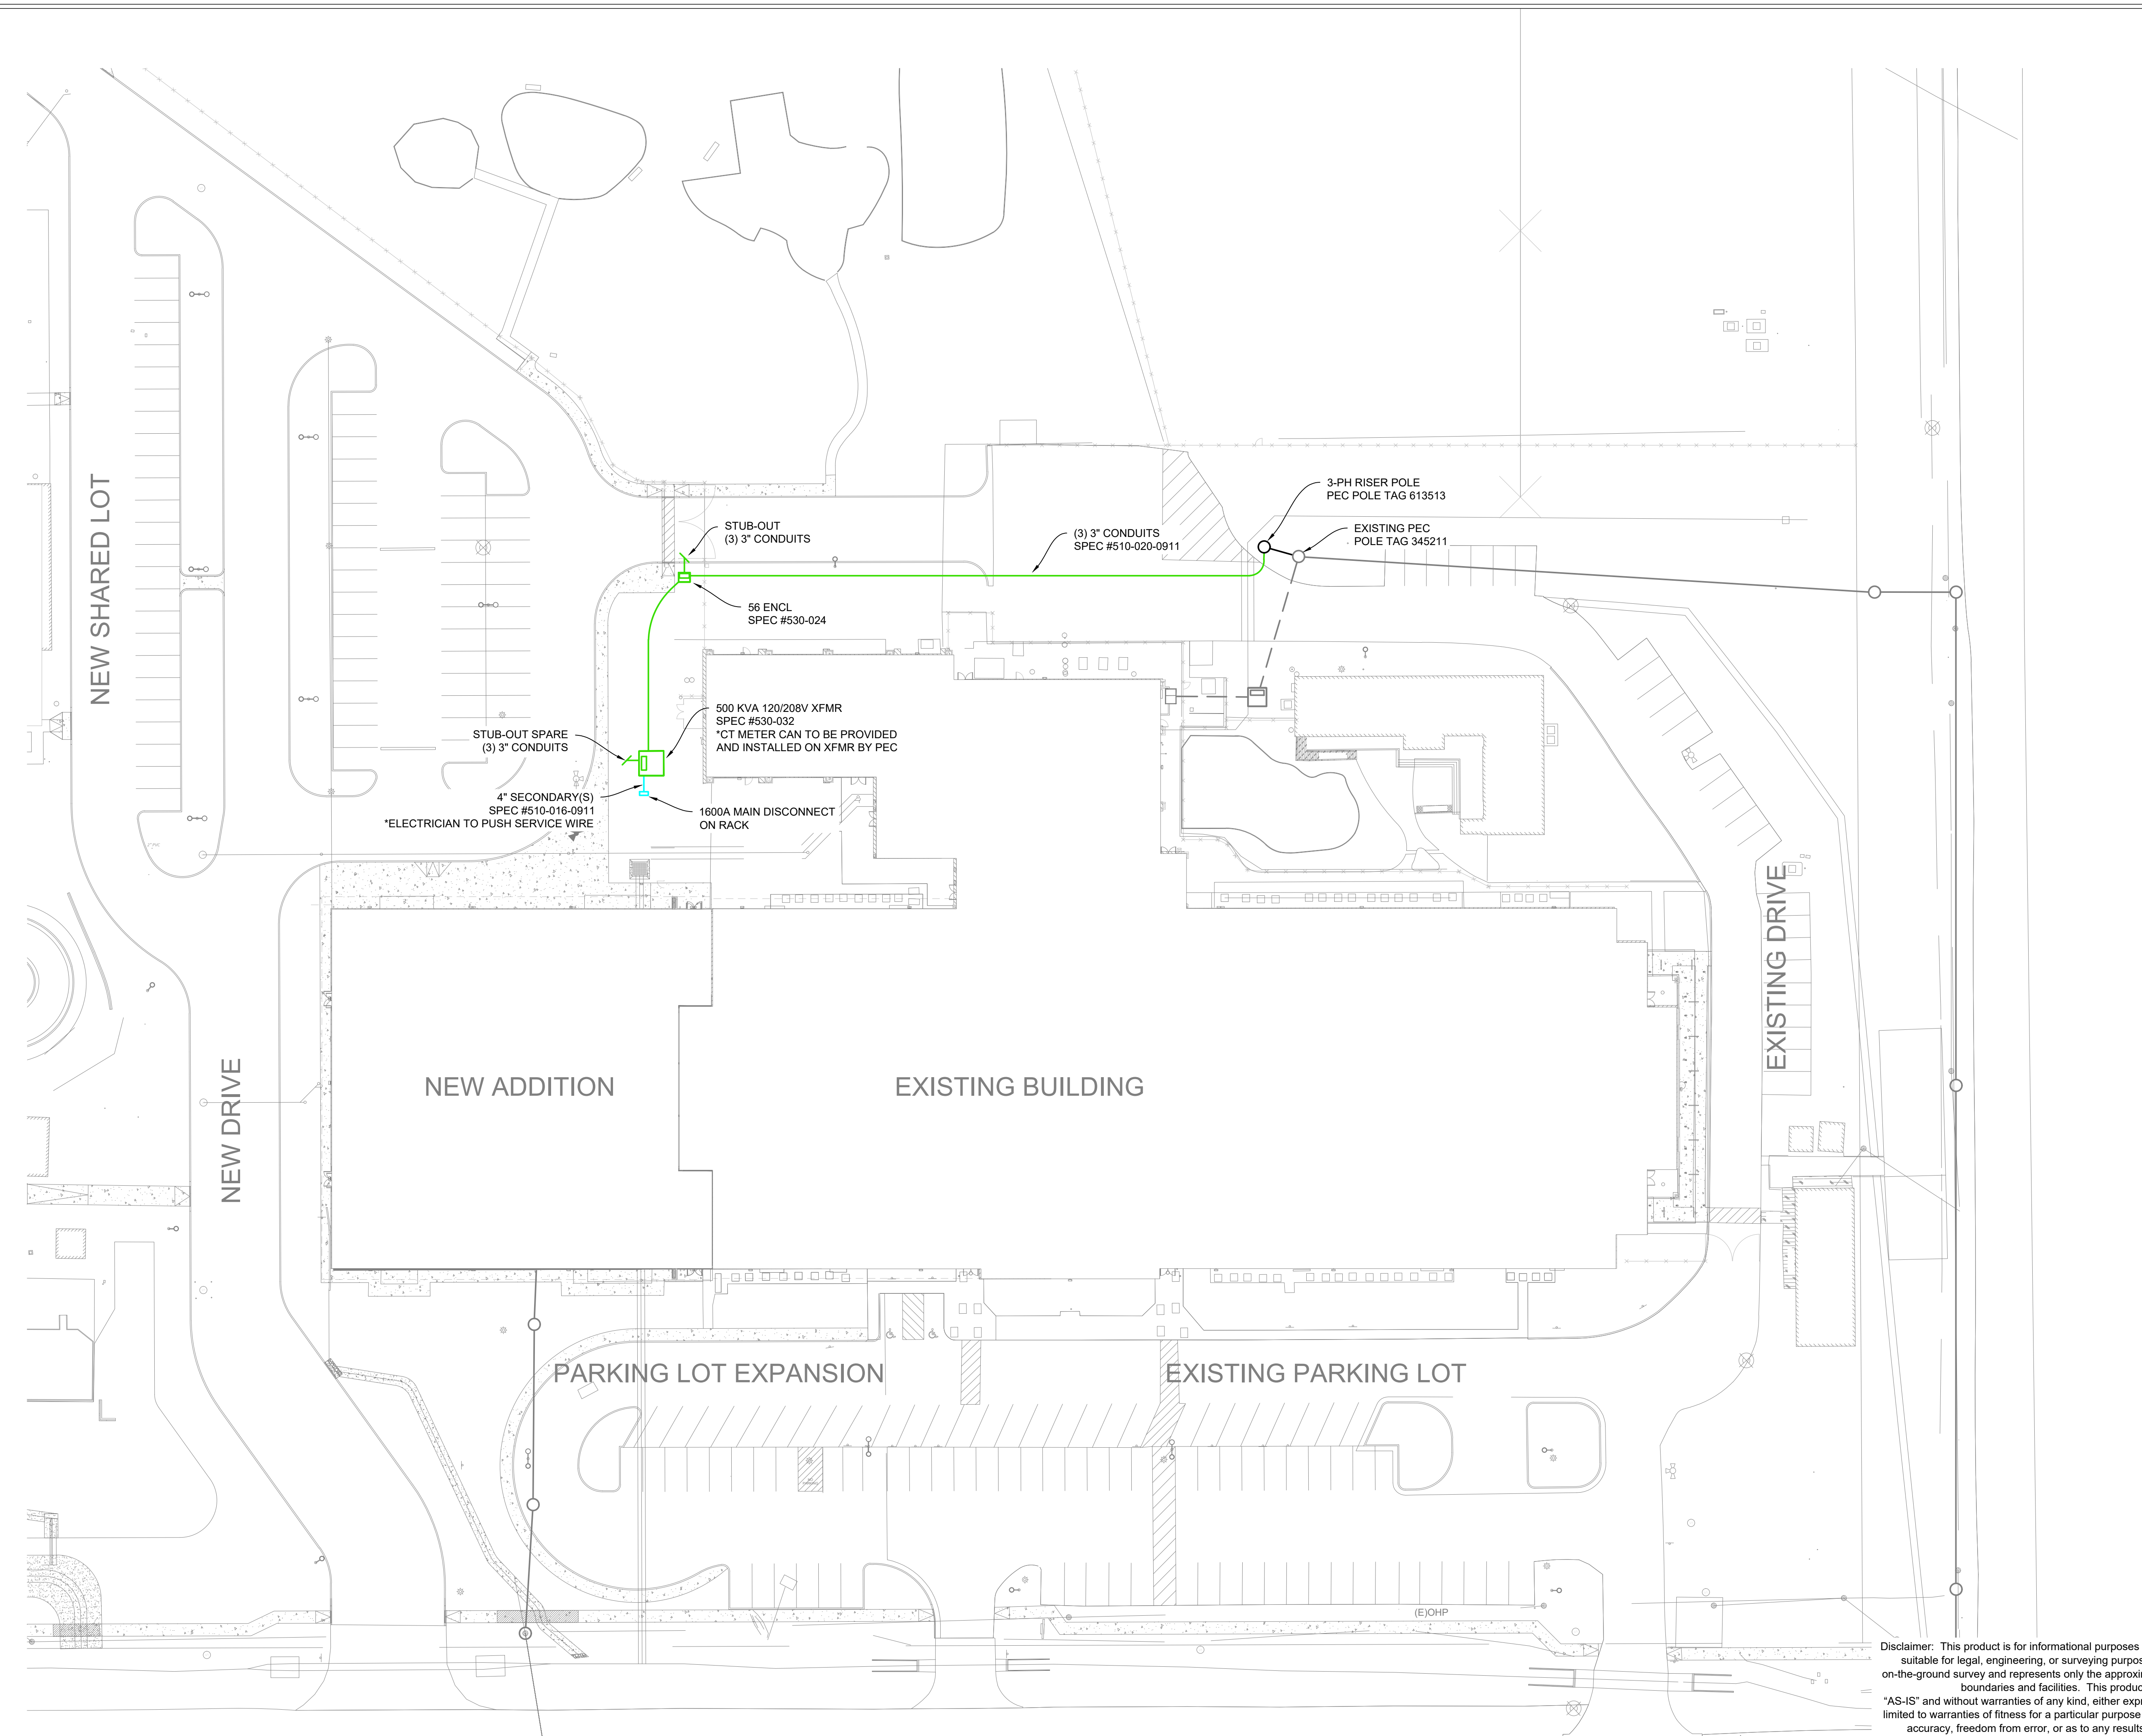 3-PH RISER POLE
PEC POLE TAG 613513
STUB-OUT
(3) 3" CONDUITS
(3) 3" CONDUITS
SPEC #510-020-0911
EXISTING PEC
POLE TAG 345211
NEW SHARED LOT
56 ENCL
SPEC #530-024
500 KVA 120/208V XFMR
SPEC #530-032
*CT METER CAN TO BE PROVIDED
AND INSTALLED ON XFMR BY PEC
STUB-OUT SPARE
(3) 3" CONDUITS
4" SECONDARY(S)
SPEC #510-016-0911
*ELECTRICIAN TO PUSH SERVICE WIRE
1600A MAIN DISCONNECT
ON RACK
EXISTING DRIVE
NEW DRIVE
NEW ADDITION
EXISTING BUILDING
PARKING LOT EXPANSION
EXISTING PARKING LOT
(E)OHP
Disclaimer: This product is for informational purposes
suitable for legal, engineering, or surveying purpos
on-the-ground survey and represents only the approxim
boundaries and facilities. This produc
"AS-IS" and without warranties of any kind, either expr
limited to warranties of fitness for a particular purpose
accuracy, freedom from error, or as to any results